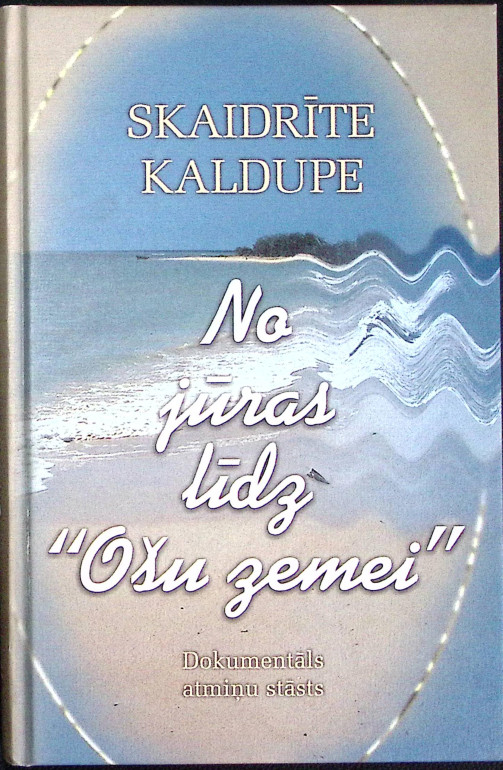 SKAIDRĪTE
KALDUPE
No
jūras
līdz
“Ošu zemei”
Dokumentāls
atmiņu stāsts